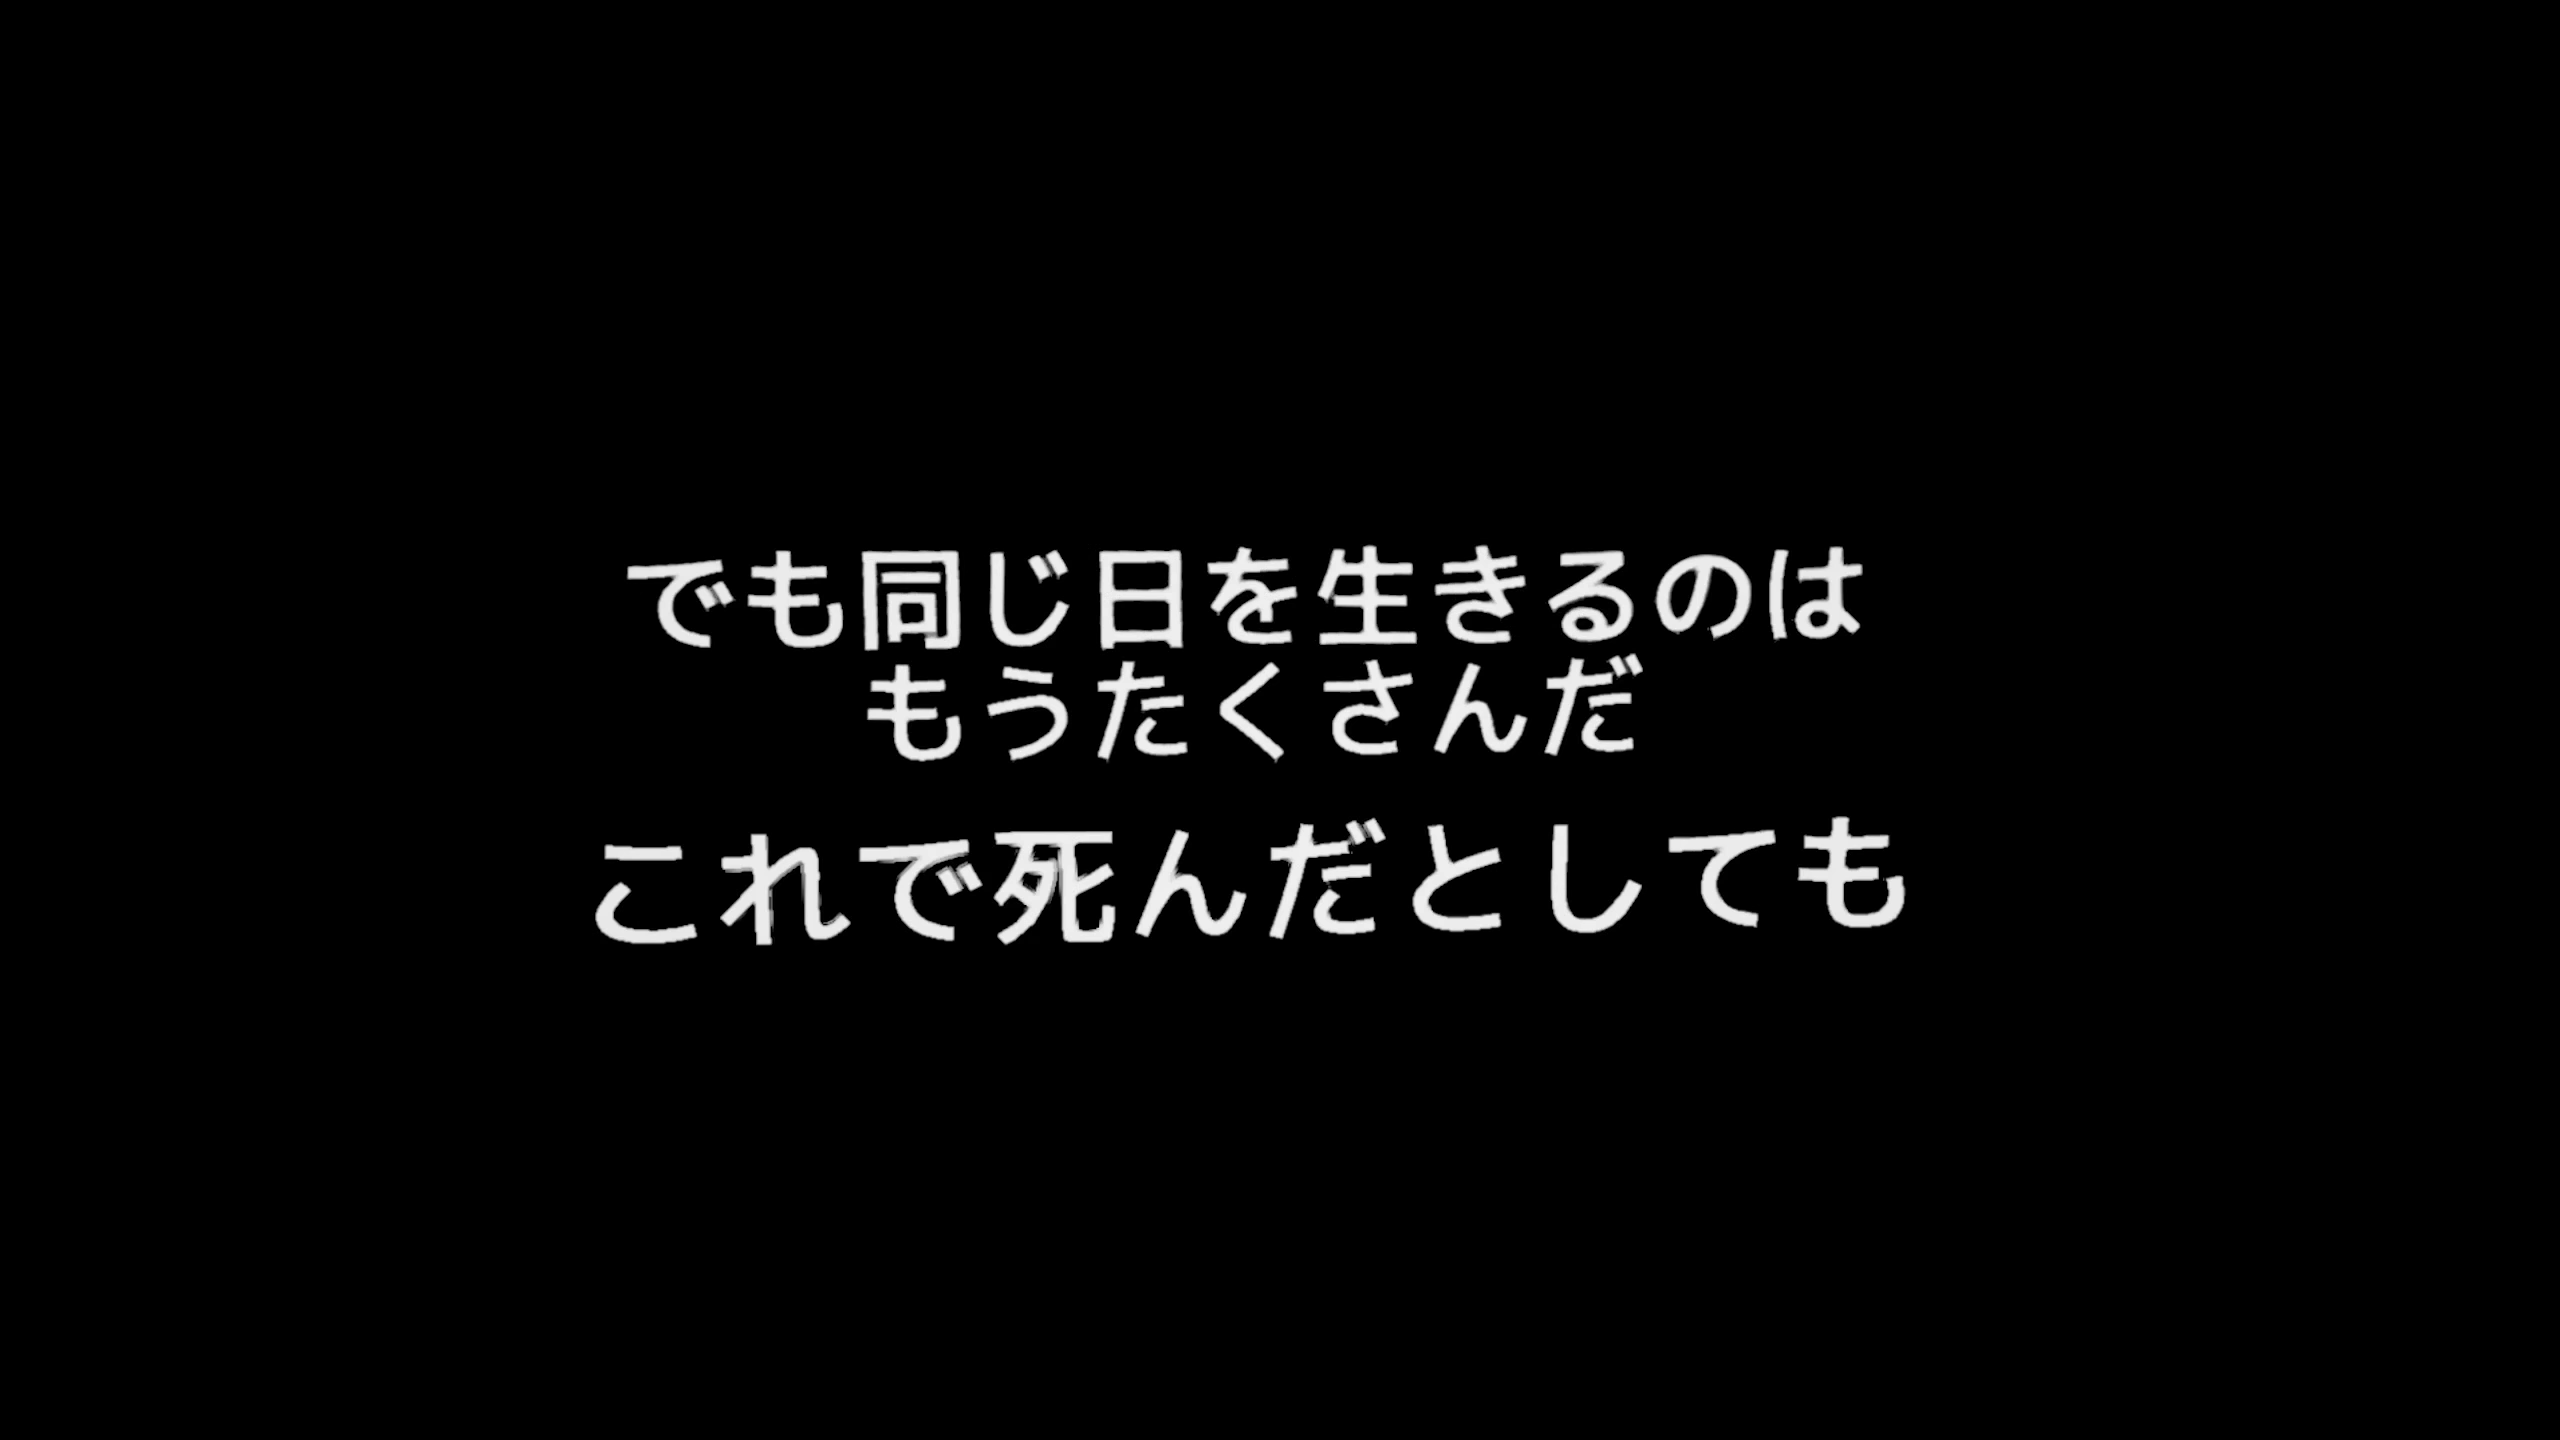 でも同じ日を生きるのは
もうたくさんだ
これで死んだとしても